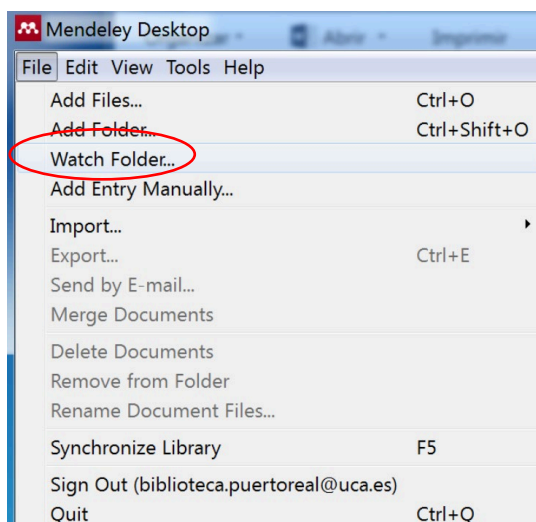 Mendeley Desktop
Abrir Imprimir
File Edit View Tools Help
Add Files... Ctrl+O
Add Folder... Ctrl+Shift+O
Watch Folder...
Add Entry Manually...
Import...
Export... Ctrl+E
Send by E-mail...
Merge Documents
Delete Documents
Remove from Folder
Rename Document Files...
Synchronize Library F5
Sign Out (biblioteca.puertoreal@uca.es)
Quit Ctrl+Q